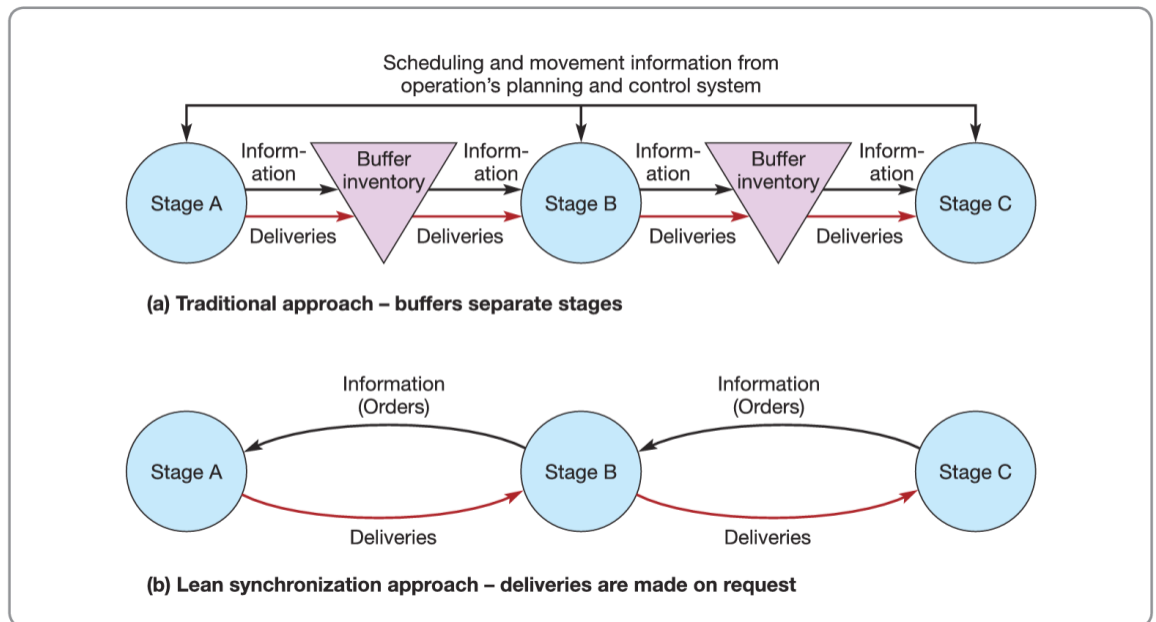 Scheduling and movement information from
operation's planning and control system
Stage A
Inform-
ation
Deliveries
Buffer
inventory
Inform-
ation
Deliveries
Stage B
Inform-
ation
Deliveries
Buffer
inventory
Inform-
ation
Deliveries
Stage C
(a) Traditional approach – buffers separate stages
Information
(Orders)
Information
(Orders)
Stage A
Stage B
Stage C
Deliveries
Deliveries
(b) Lean synchronization approach – deliveries are made on request